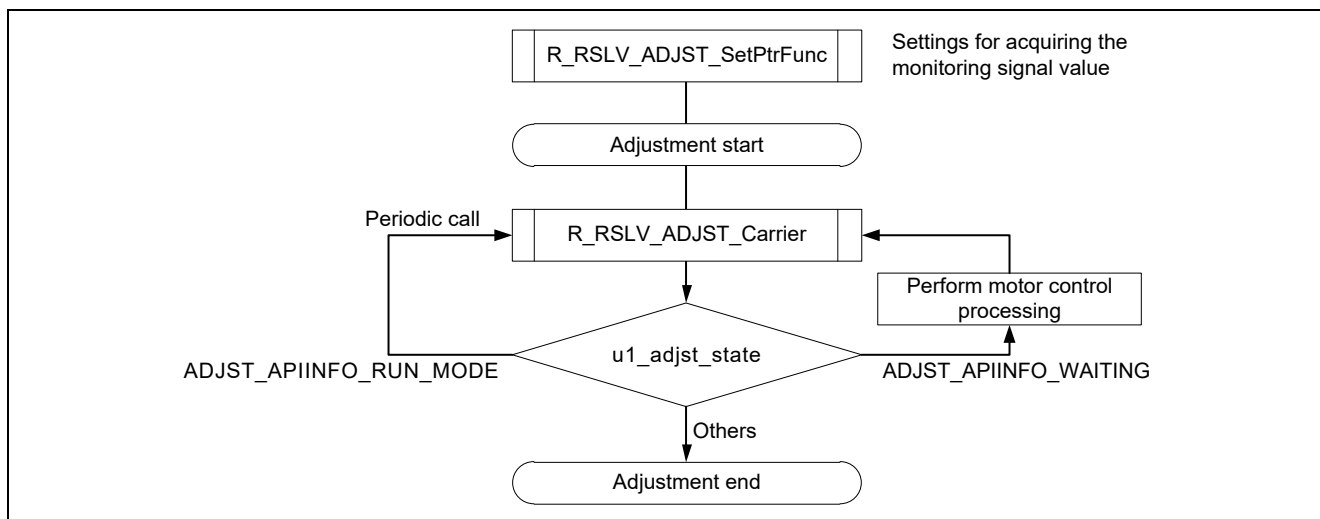 R_RSLV_ADJST_SetPtrFunc
Settings for acquiring the
monitoring signal value
Adjustment start
Periodic call
R_RSLV_ADJST_Carrier
Perform motor control
processing
u1_adjst_state
ADJST_APIINFO_RUN_MODE
ADJST_APIINFO_WAITING
Others
Adjustment end